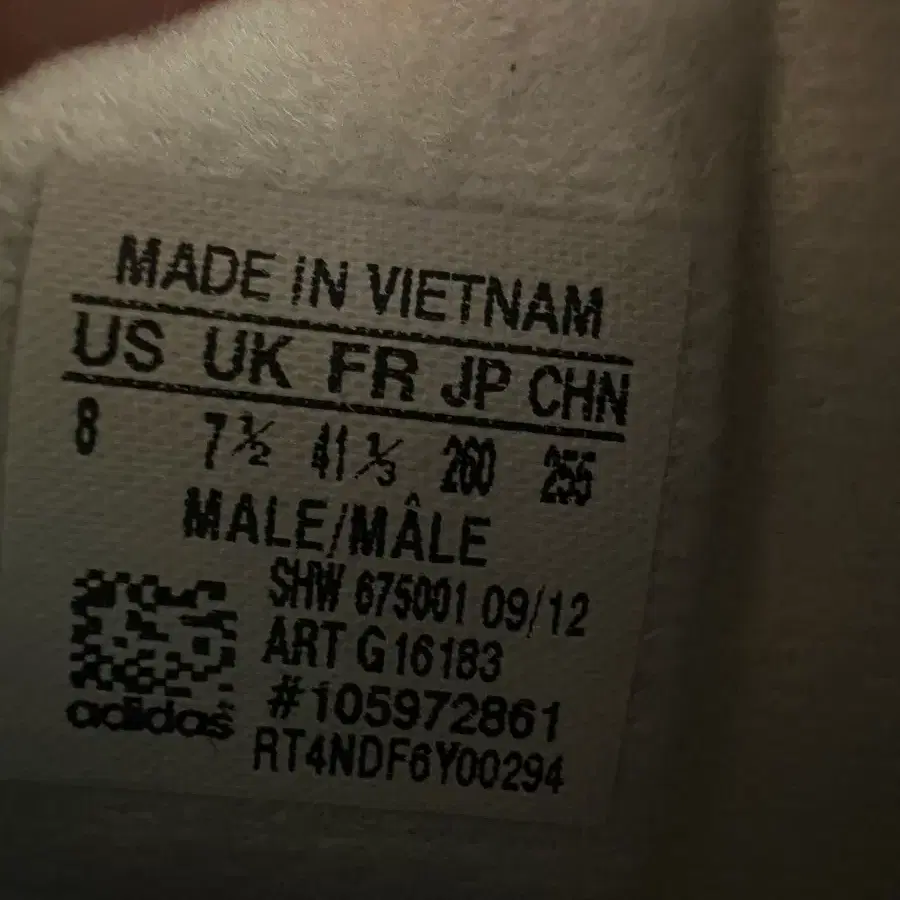 MADE IN VIETNAM
US UK FR JP CHN
8 7½ 41⅓ 260 255
MALE/MÂLE
SHW 675001 09/12
ART G16183
#105972861
adidas
RT4NDF6Y00294